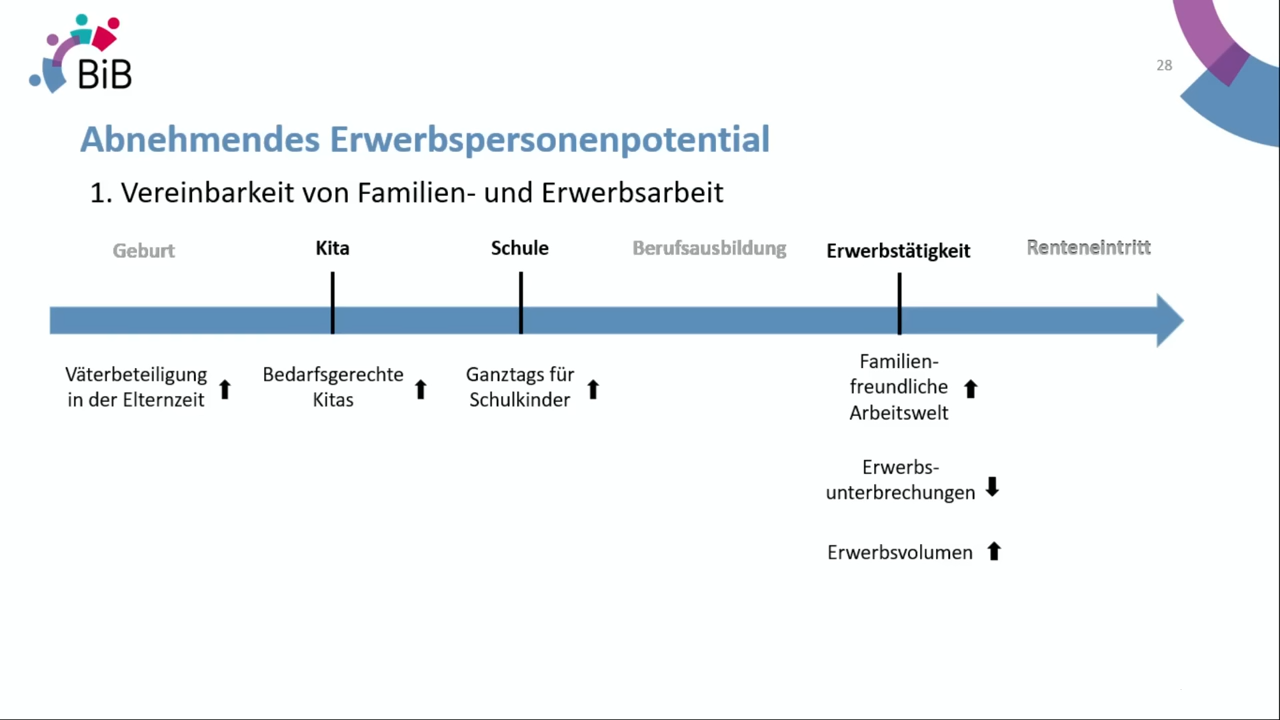 BiB
28
Abnehmendes Erwerbspersonenpotential
1. Vereinbarkeit von Familien- und Erwerbsarbeit
Geburt
Kita
Schule
Berufsausbildung
Erwerbstätigkeit
Renteneintritt
Väterbeteiligung
in der Elternzeit
Bedarfsgerechte
Kitas
Ganztags für
Schulkinder
Familien-
freundliche
Arbeitswelt
Erwerbs-
unterbrechungen
Erwerbsvolumen